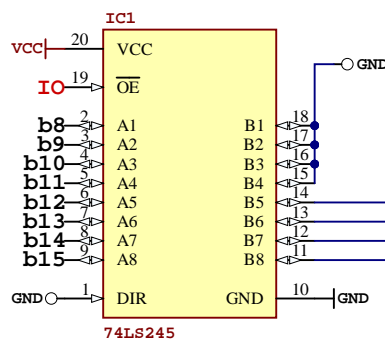 IC1
VCC 20 VCC
IO 19 OE GND
b8 2 A1 B1 18
b9 3 A2 B2 17
b10 4 A3 B3 16
b11 5 A4 B4 15
b12 6 A5 B5 14
b13 7 A6 B6 13
b14 8 A7 B7 12
b15 9 A8 B8 11
GND 1 DIR GND 10 GND
74LS245